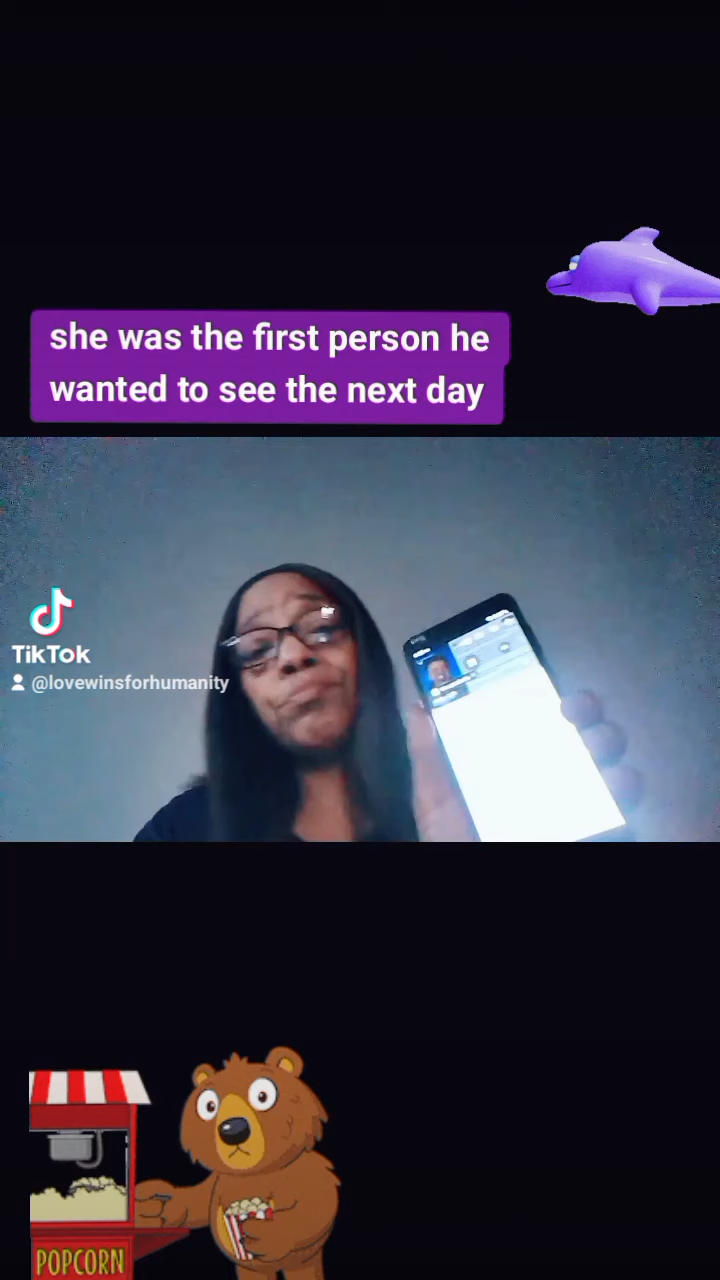 she was the first person he
wanted to see the next day
TikTok
@lovewinsforhumanity
POPCORN